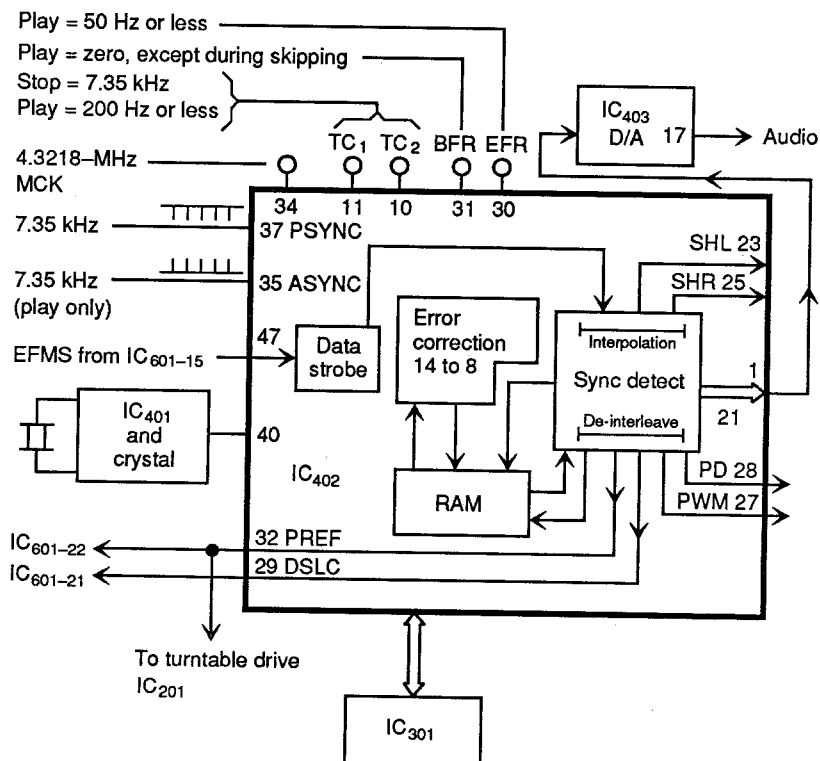 Play = 50 Hz or less
Play = zero, except during skipping
Stop = 7.35 kHz
Play = 200 Hz or less
TC1 TC2 BFR EFR
IC403
D/A 17
Audio
4.3218–MHz
MCK
34 11 10 31 30
7.35 kHz
37 PSYNC
SHL 23
7.35 kHz
(play only)
35 ASYNC
SHR 25
47
Data
strobe
Error
correction
14 to 8
Interpolation
Sync detect
De-interleave
1
21
EFMS from IC601–15
IC401
and
crystal
40
IC402
RAM
PD 28
PWM 27
IC601–22
32 PREF
IC601–21
29 DSLC
To turntable drive
IC201
IC301